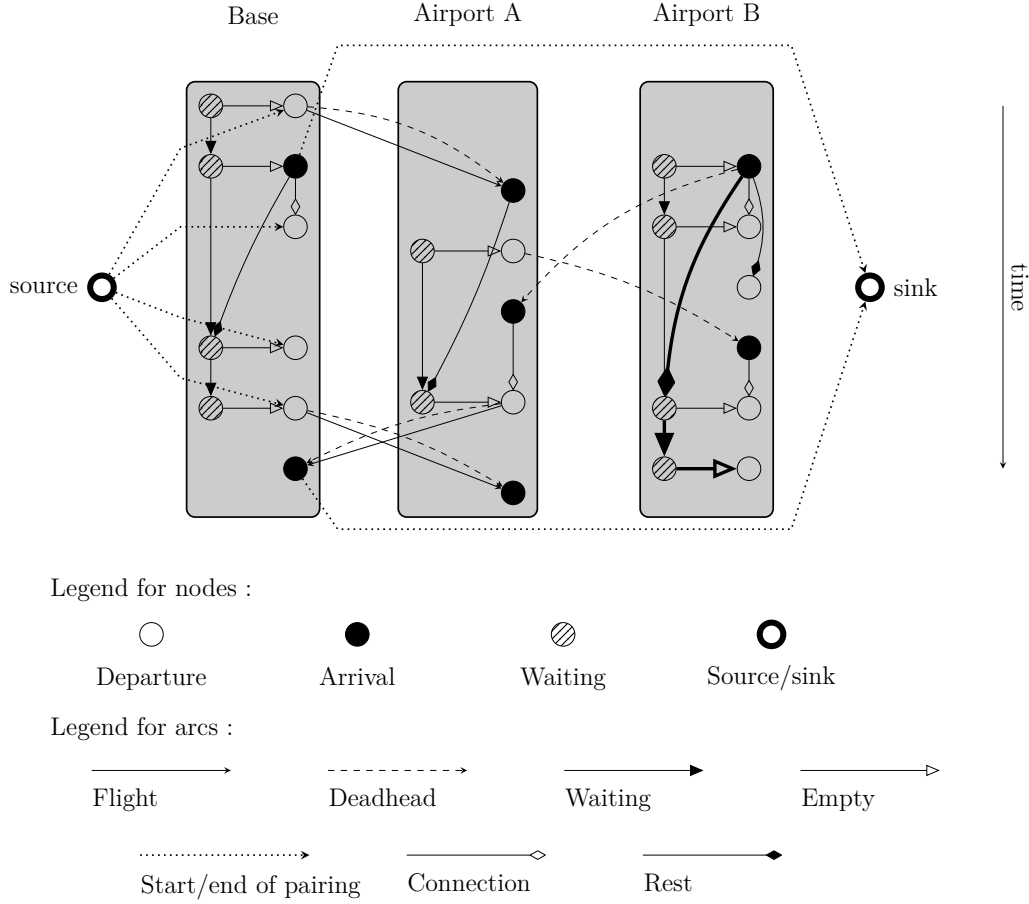 Base
Airport A
Airport B
source
sink
time
Legend for nodes :
Departure
Arrival
Waiting
Source/sink
Legend for arcs :
Flight
Deadhead
Waiting
Empty
Start/end of pairing
Connection
Rest